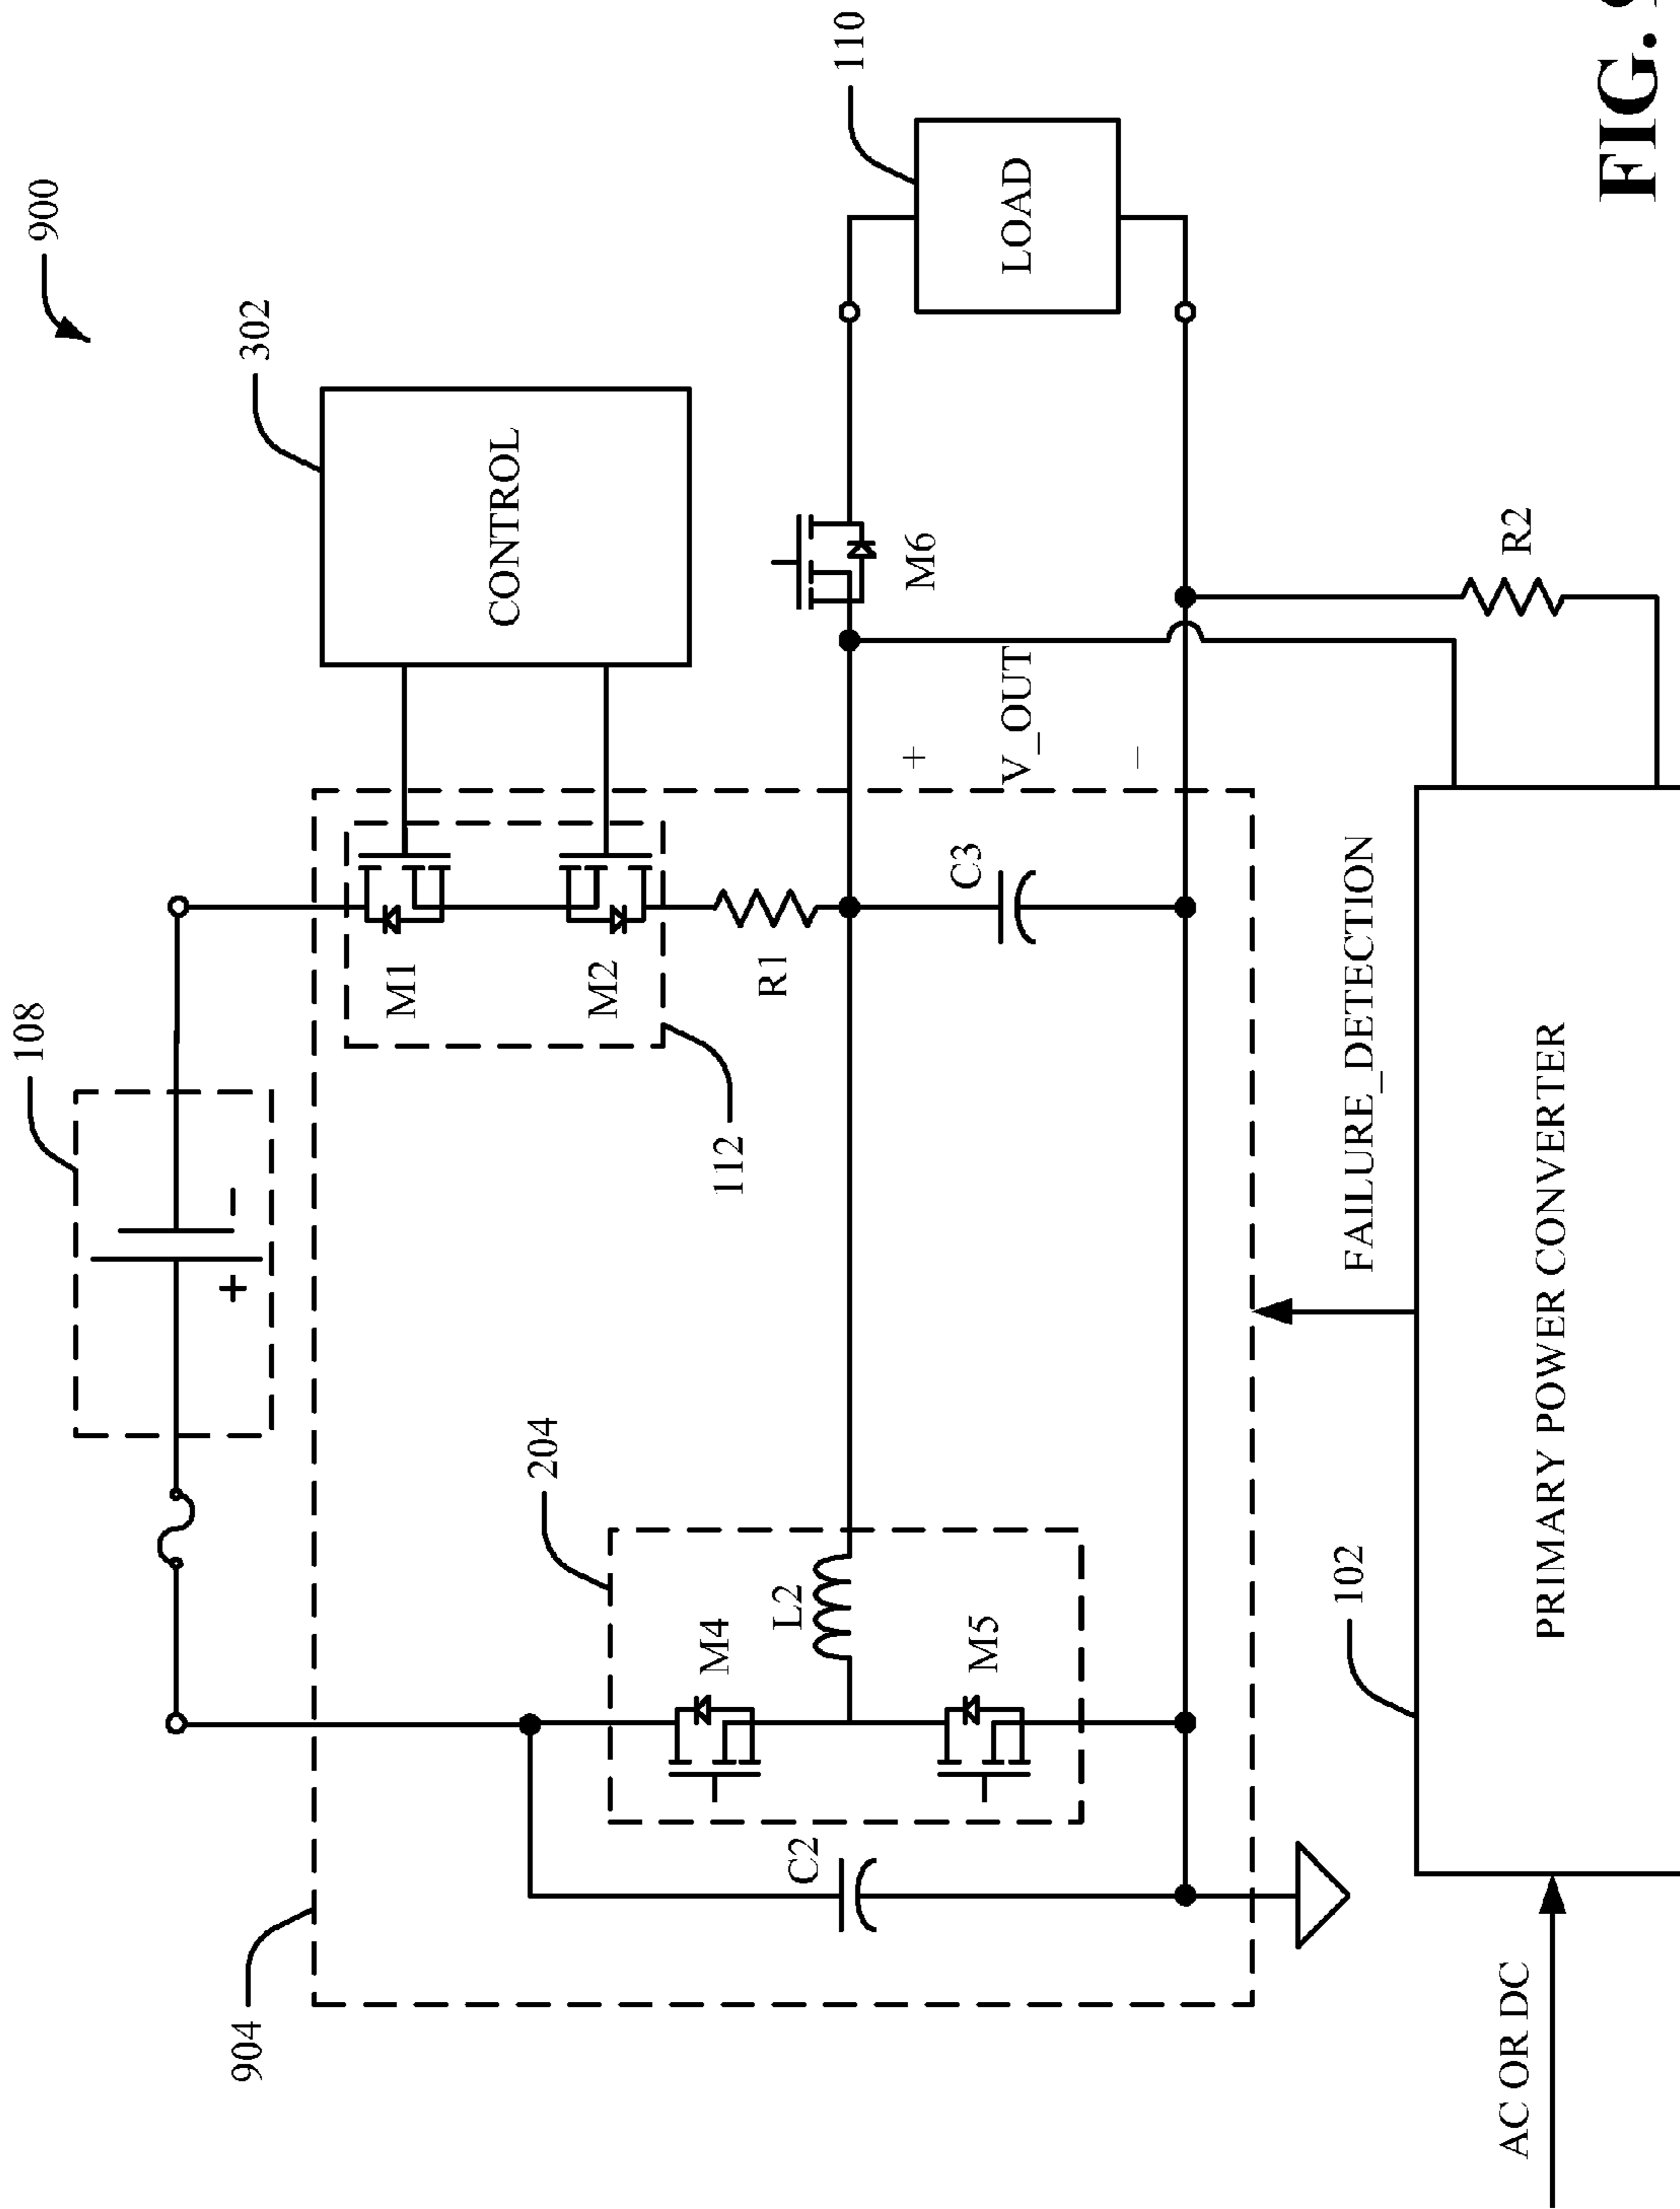 900
108
302
110
CONTROL
LOAD
M1
M2
112
R1
M6
+
-
204
M4
L2
M5
C2
904
C3
+
V_OUT
–
R2
FAILURE_DETECTION
102
PRIMARY POWER CONVERTER
AC OR DC
FIG.